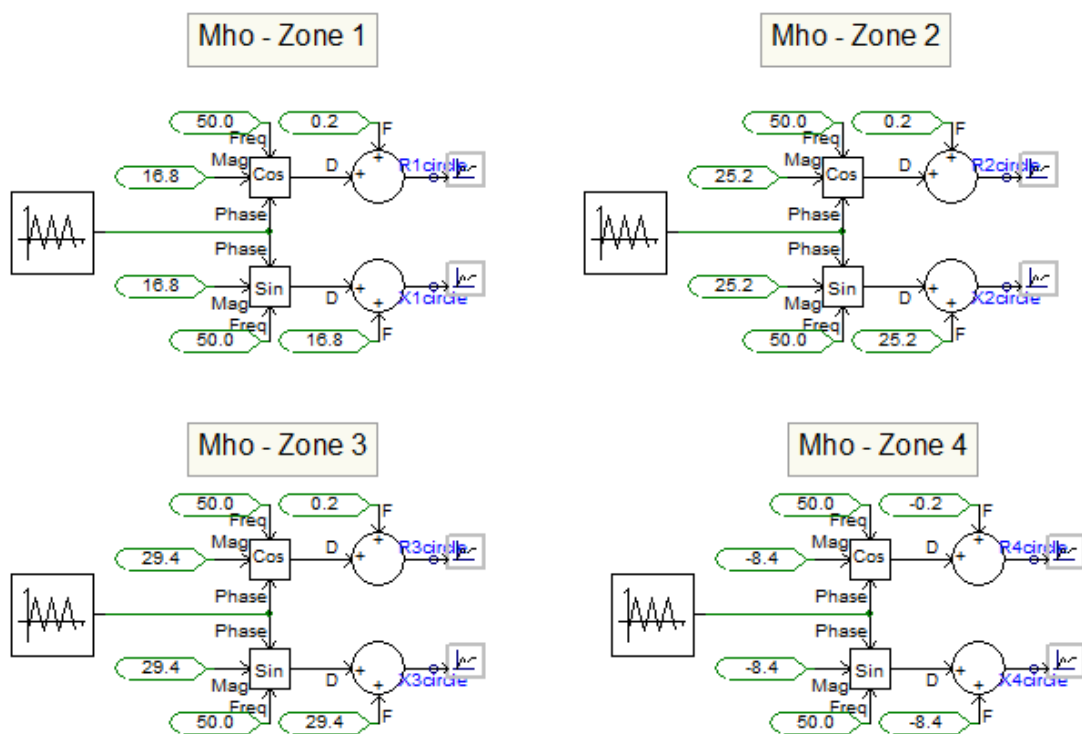 Mho - Zone 1
50.0
0.2
F
Freq
Mag
16.8
Cos
D
+
+
R1circle
Phase
Phase
16.8
Sin
D
+
+
X1circle
Mag
Freq
50.0
16.8
F
Mho - Zone 2
50.0
0.2
F
Freq
Mag
25.2
Cos
D
+
+
R2circle
Phase
Phase
25.2
Sin
D
+
+
X2circle
Mag
Freq
50.0
25.2
F
Mho - Zone 3
50.0
0.2
F
Freq
Mag
29.4
Cos
D
+
+
R3circle
Phase
Phase
29.4
Sin
D
+
+
X3circle
Mag
Freq
50.0
29.4
F
Mho - Zone 4
50.0
-0.2
F
Freq
Mag
-8.4
Cos
D
+
+
R4circle
Phase
Phase
-8.4
Sin
D
+
+
X4circle
Mag
Freq
50.0
-8.4
F